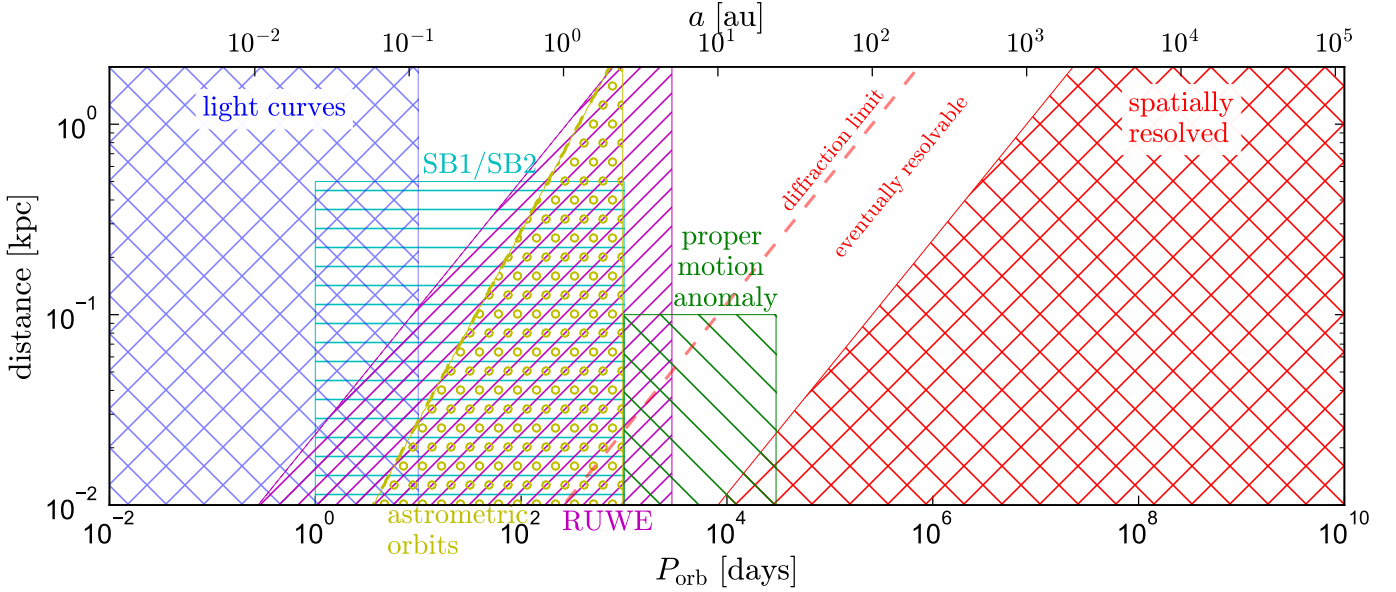 a [au]
10^-2 10^-1 10^0 10^1 10^2 10^3 10^4 10^5
light curves
spatially
resolved
diffraction limit
eventually resolvable
SB1/SB2
proper
motion
anomaly
distance [kpc]
10^0
10^-1
10^-2
astrometric
orbits
RUWE
10^-2 10^0 10^2 10^4 10^6 10^8 10^10
P_orb [days]